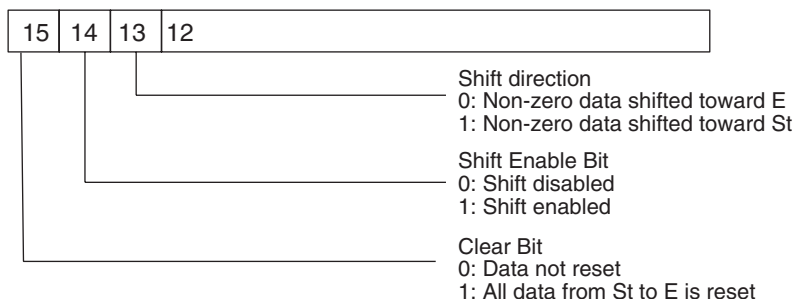 15 14 13 12
Shift direction
0: Non-zero data shifted toward E
1: Non-zero data shifted toward St
Shift Enable Bit
0: Shift disabled
1: Shift enabled
Clear Bit
0: Data not reset
1: All data from St to E is reset